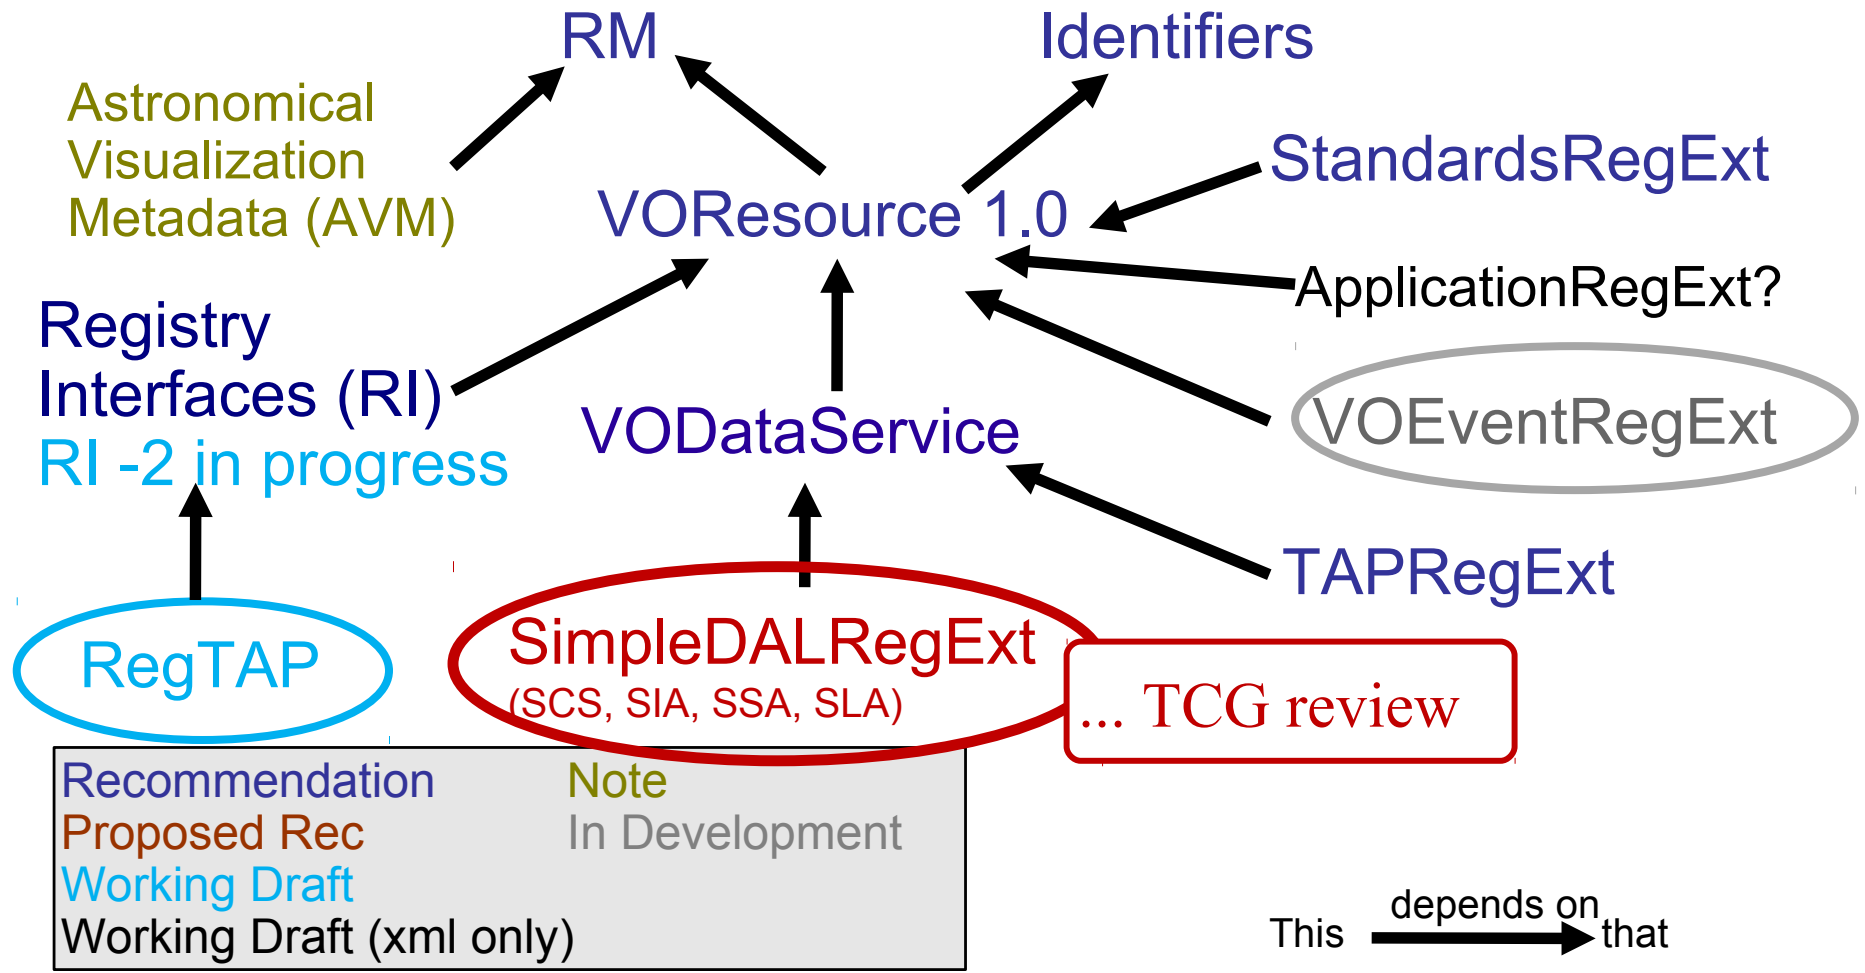 RM
Identifiers
Astronomical
Visualization
Metadata (AVM)
StandardsRegExt
VOResource 1.0
ApplicationRegExt?
Registry
Interfaces (RI)
RI -2 in progress
VODataService
VOEventRegExt
TAPRegExt
RegTAP
SimpleDALRegExt
(SCS, SIA, SSA, SLA)
... TCG review
Recommendation
Proposed Rec
Working Draft
Working Draft (xml only)
Note
In Development
depends on
This
that